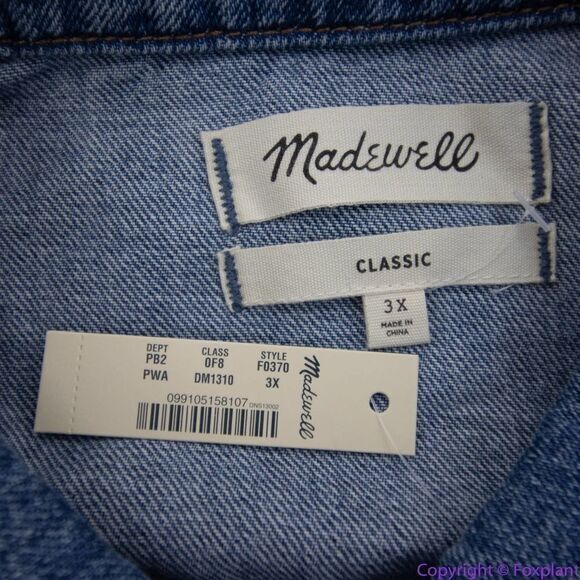 Madewell
CLASSIC
3X
MADE IN
CHINA
DEPT CLASS STYLE
PB2 0F8 F0370
PWA DM1310 3X
099105158107 DNS13002
Madewell
Copyright © Foxplant